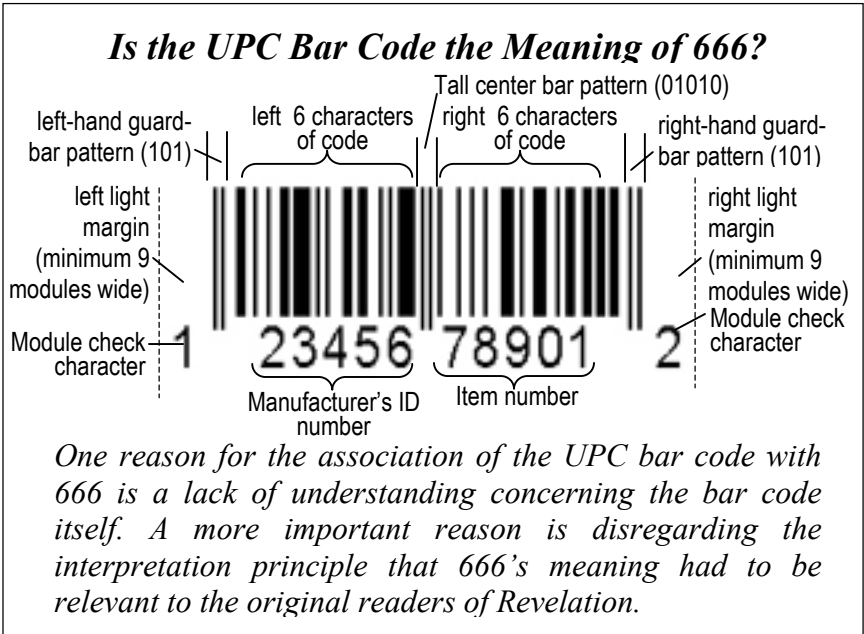 Is the UPC Bar Code the Meaning of 666?
Tall center bar pattern (01010)
left-hand guard-
bar pattern (101)
left 6 characters
of code
right 6 characters
of code
right-hand guard-
bar pattern (101)
left light
margin
(minimum 9
modules wide)
right light
margin
(minimum 9
modules wide)
Module check
character
1 23456 78901 2
Module check
character
Manufacturer's ID
number
Item number
One reason for the association of the UPC bar code with
666 is a lack of understanding concerning the bar code
itself. A more important reason is disregarding the
interpretation principle that 666's meaning had to be
relevant to the original readers of Revelation.